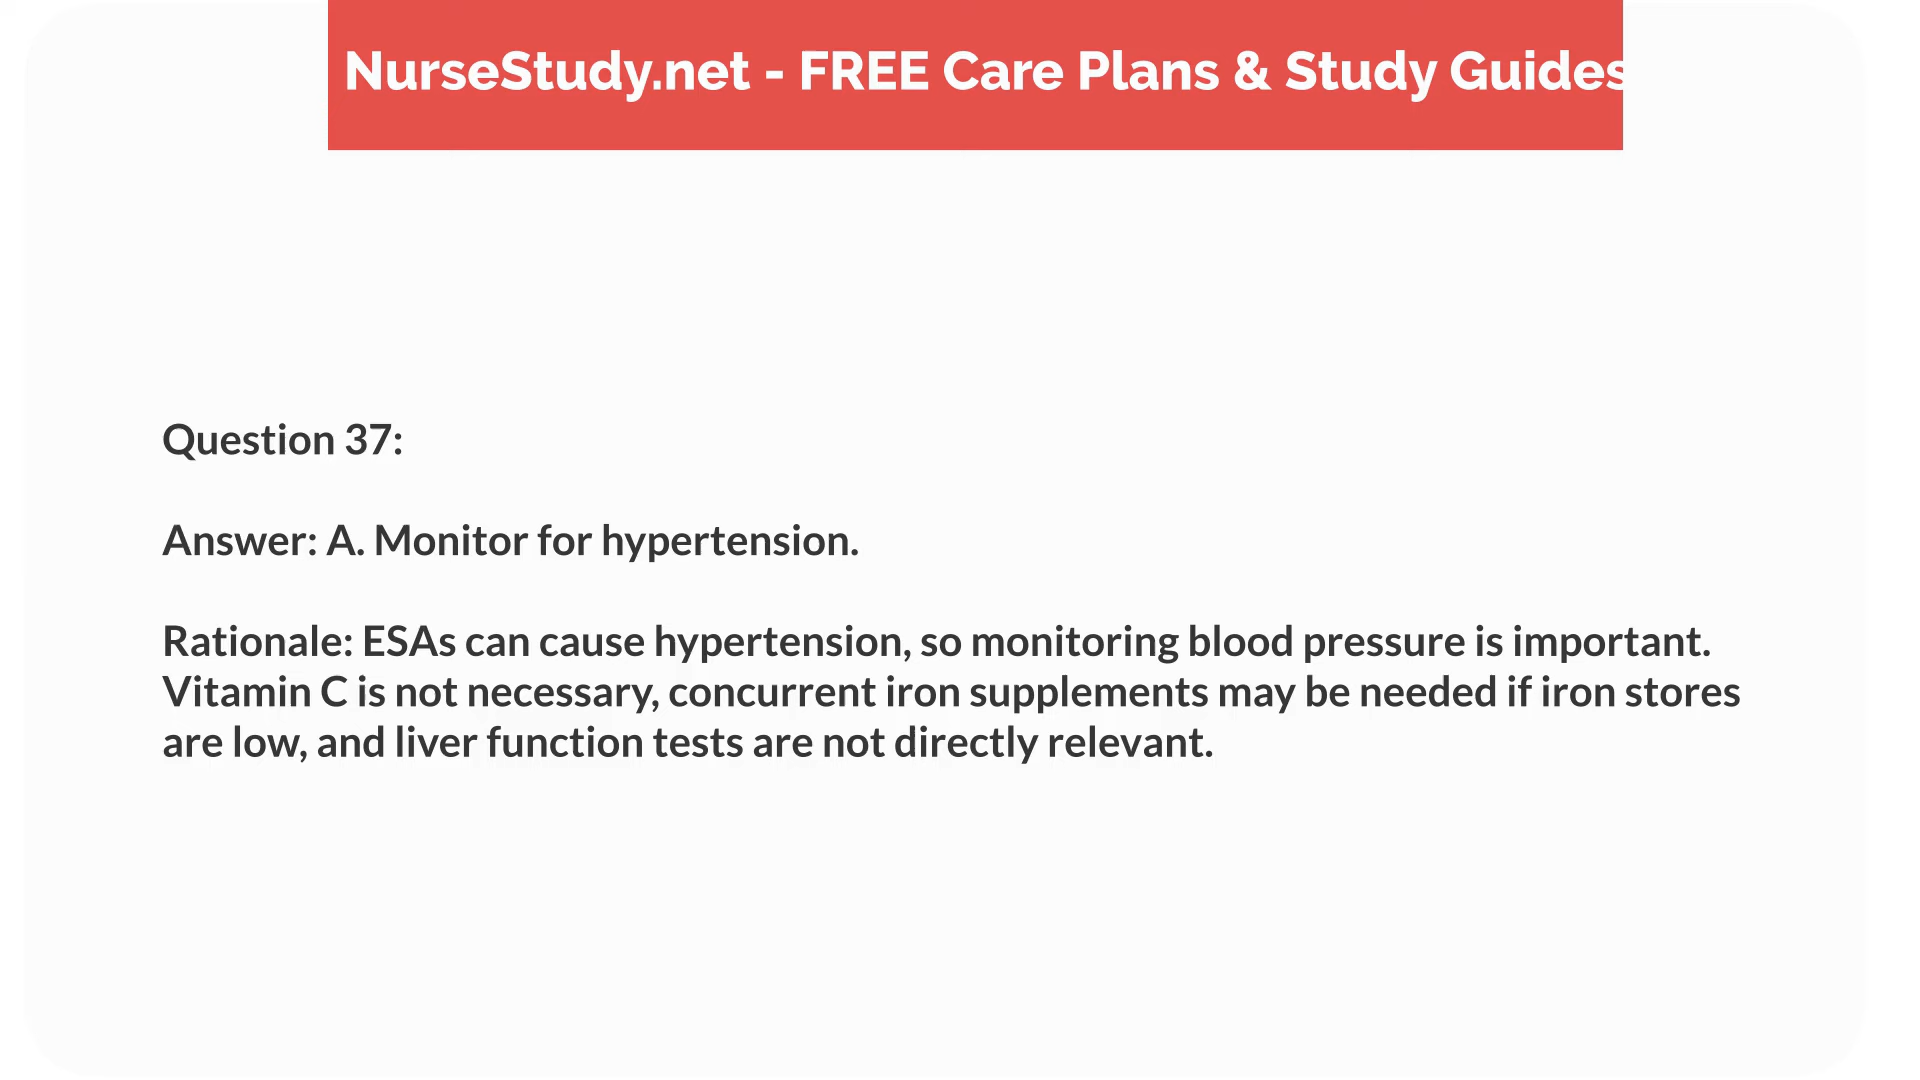 NurseStudy.net - FREE Care Plans & Study Guides
Question 37:
Answer: A. Monitor for hypertension.
Rationale: ESAs can cause hypertension, so monitoring blood pressure is important.
Vitamin C is not necessary, concurrent iron supplements may be needed if iron stores
are low, and liver function tests are not directly relevant.